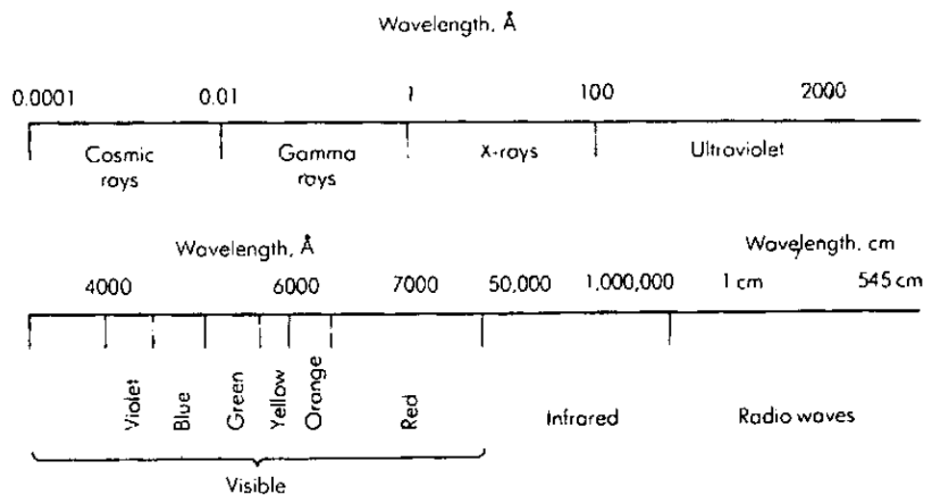 Wavelength, Å
0.0001 0.01 1 100 2000
Cosmic rays Gamma rays X-rays Ultraviolet
Wavelength, Å Wavelength, cm
4000 6000 7000 50,000 1,000,000 1 cm 545 cm
Violet Blue Green Yellow Orange Red Infrared Radio waves
Visible